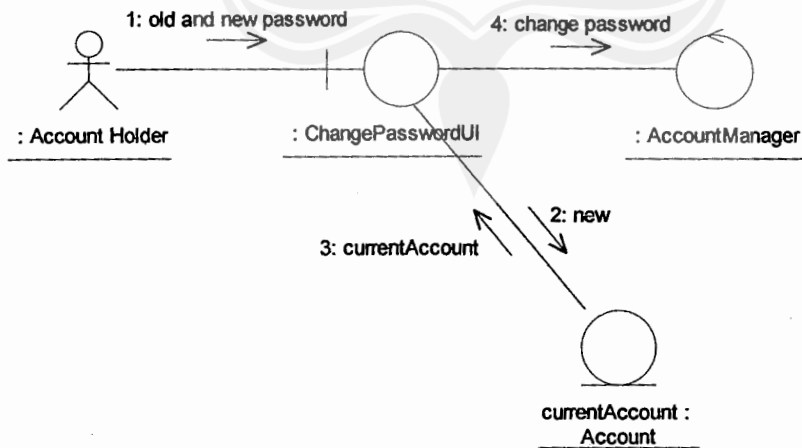 1: old and new password
4: change password
: Account Holder
: ChangePasswordUI
: AccountManager
2: new
3: currentAccount
currentAccount :
Account